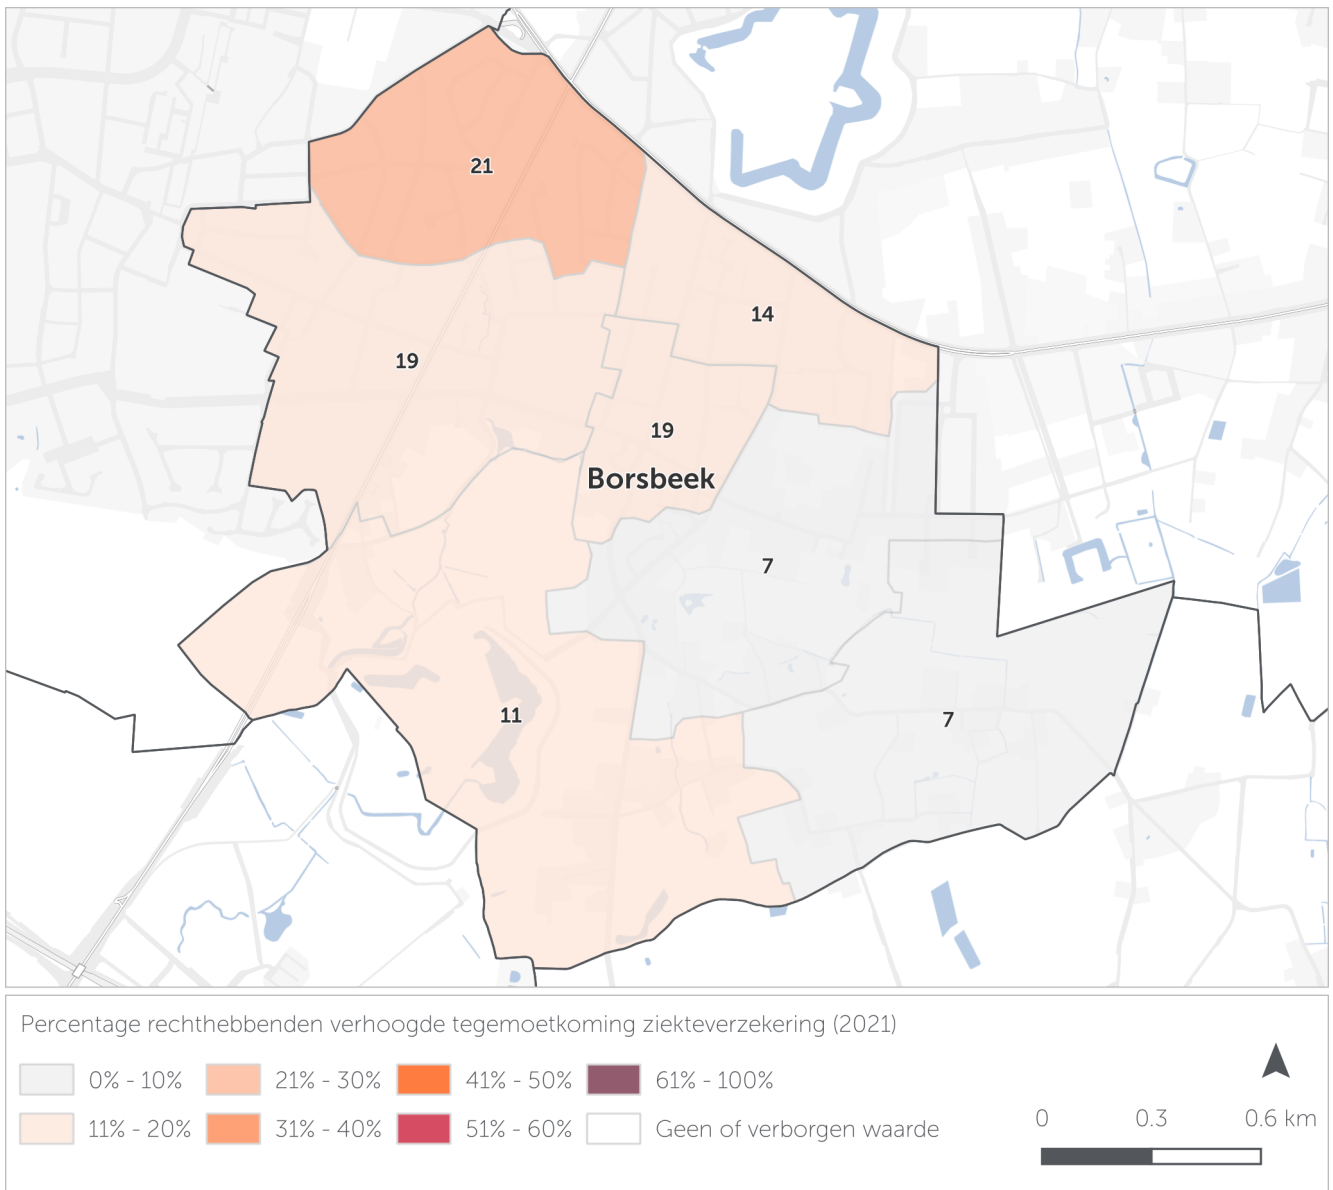 21
14
19
19
Borsbeek
7
11
7
Percentage rechthebbenden verhoogde tegemoetkoming ziekteverzekering (2021)
0% - 10% 21% - 30% 41% - 50% 61% - 100%
11% - 20% 31% - 40% 51% - 60% Geen of verborgen waarde
0 0.3 0.6 km